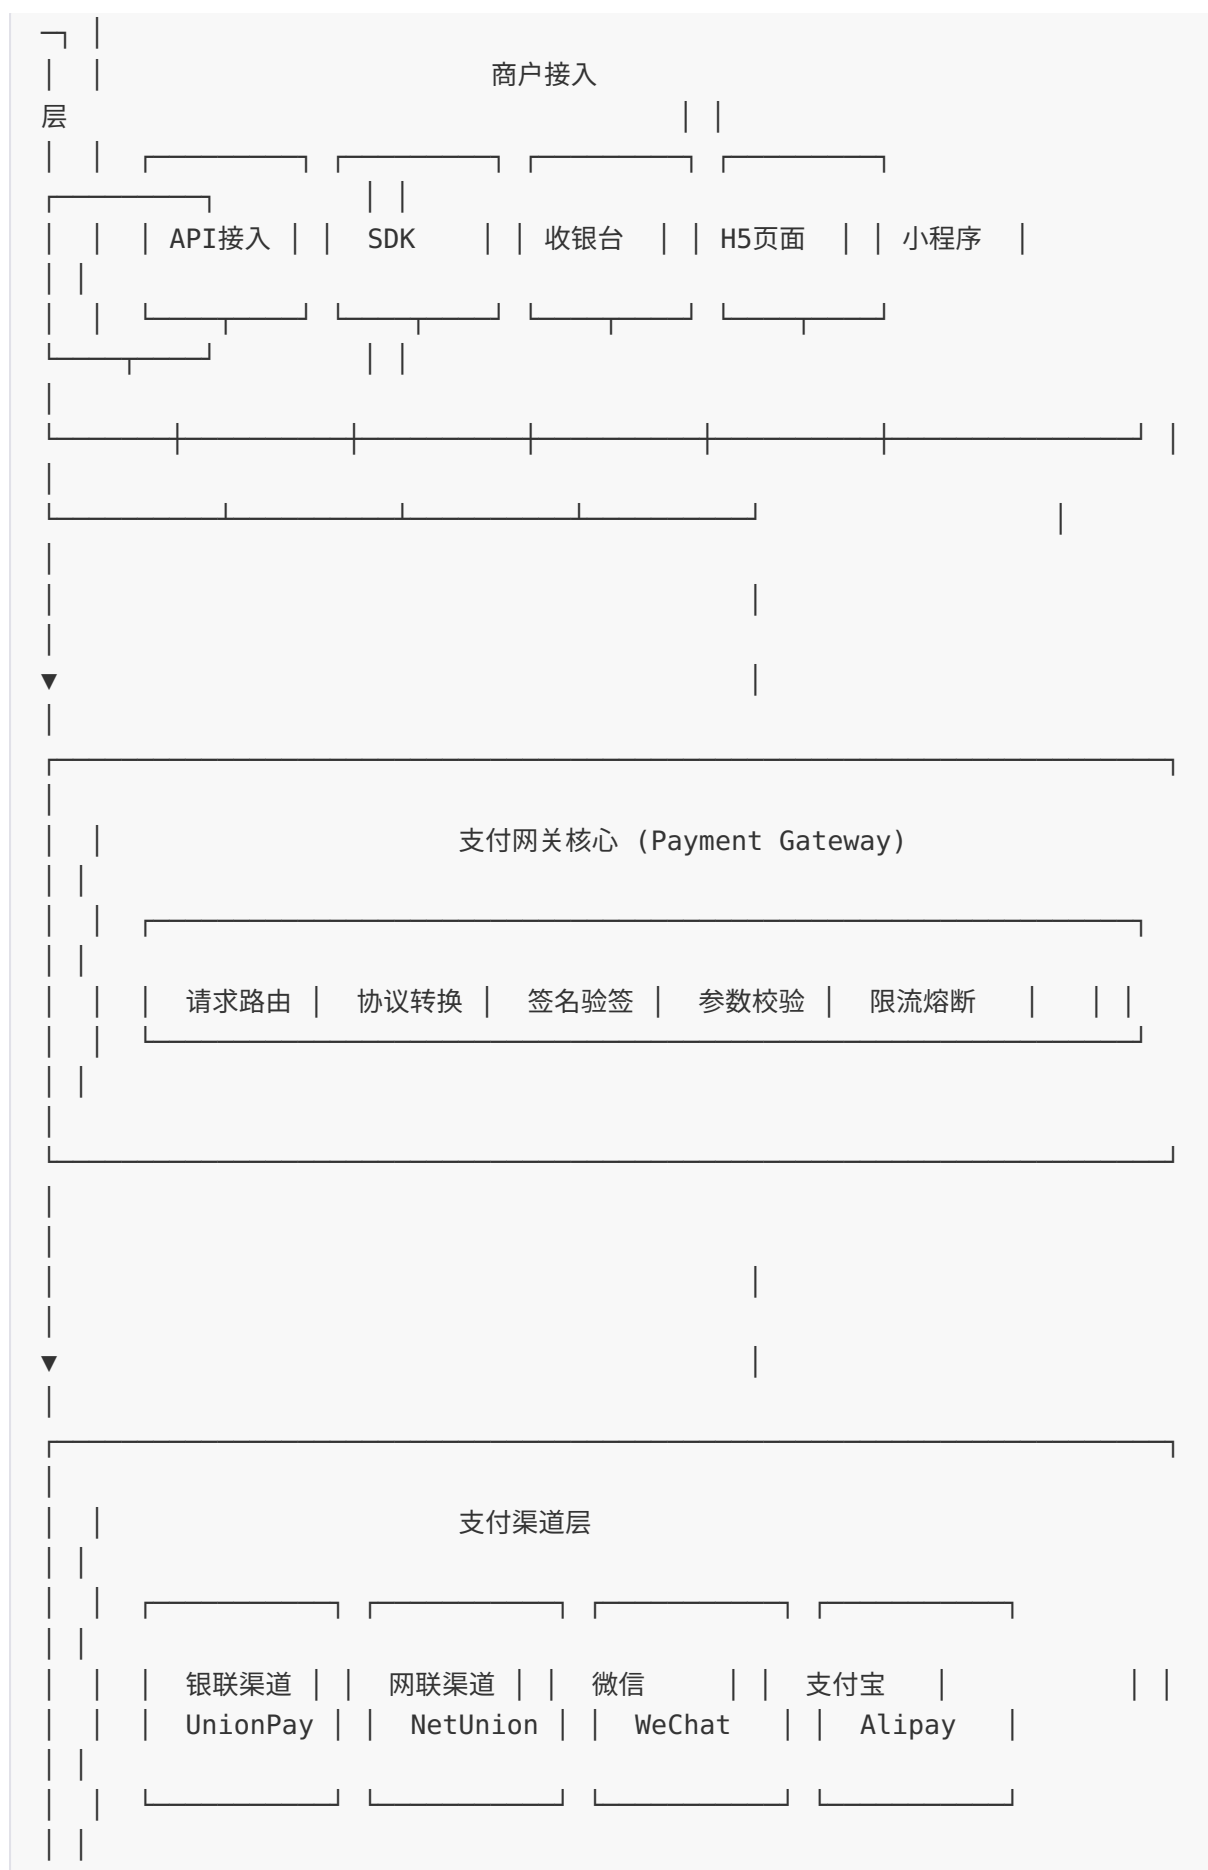 商户接入
层
API接入 SDK 收银台 H5页面 小程序
支付网关核心 (Payment Gateway)
请求路由 协议转换 签名验签 参数校验 限流熔断
支付渠道层
银联渠道 网联渠道 微信 支付宝
UnionPay NetUnion WeChat Alipay